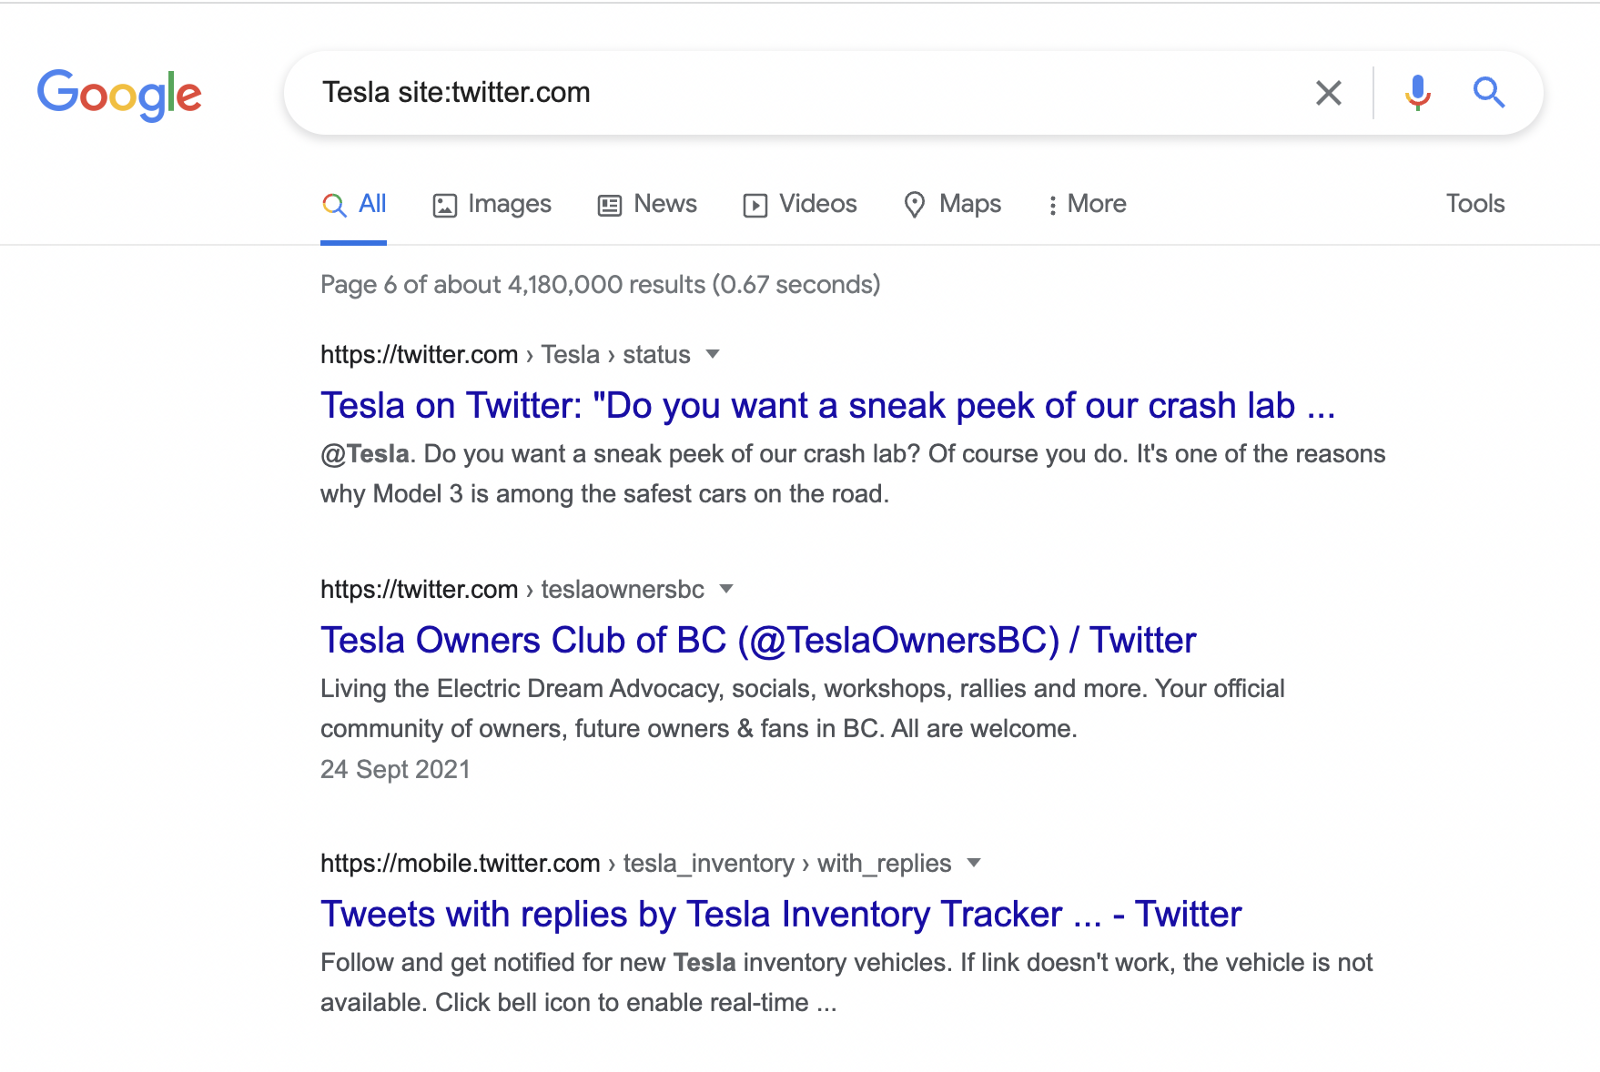 Google
Tesla site:twitter.com
All Images News Videos Maps More Tools
Page 6 of about 4,180,000 results (0.67 seconds)
https://twitter.com › Tesla › status
Tesla on Twitter: "Do you want a sneak peek of our crash lab ...
@Tesla. Do you want a sneak peek of our crash lab? Of course you do. It's one of the reasons
why Model 3 is among the safest cars on the road.
https://twitter.com › teslaownersbc
Tesla Owners Club of BC (@TeslaOwnersBC) / Twitter
Living the Electric Dream Advocacy, socials, workshops, rallies and more. Your official
community of owners, future owners & fans in BC. All are welcome.
24 Sept 2021
https://mobile.twitter.com › tesla_inventory › with_replies
Tweets with replies by Tesla Inventory Tracker ... - Twitter
Follow and get notified for new Tesla inventory vehicles. If link doesn't work, the vehicle is not
available. Click bell icon to enable real-time ...